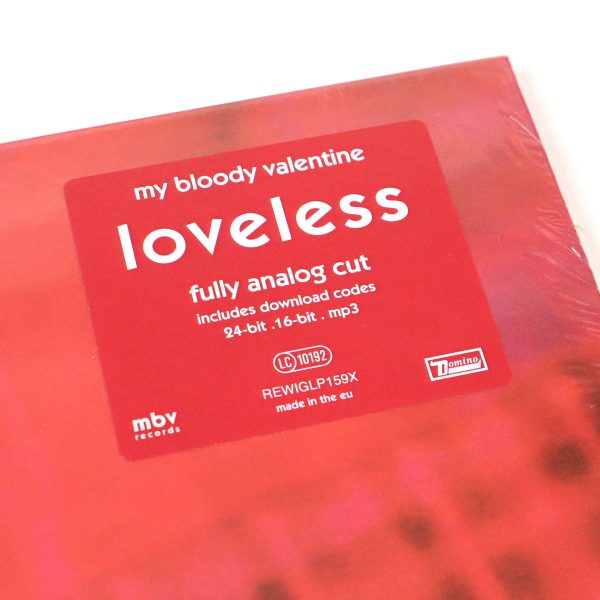 my bloody valentine
loveless
fully analog cut
includes download codes
24-bit .16-bit . mp3
LC 10192
REWIGLP159X
made in the eu
mbv
records
Domino